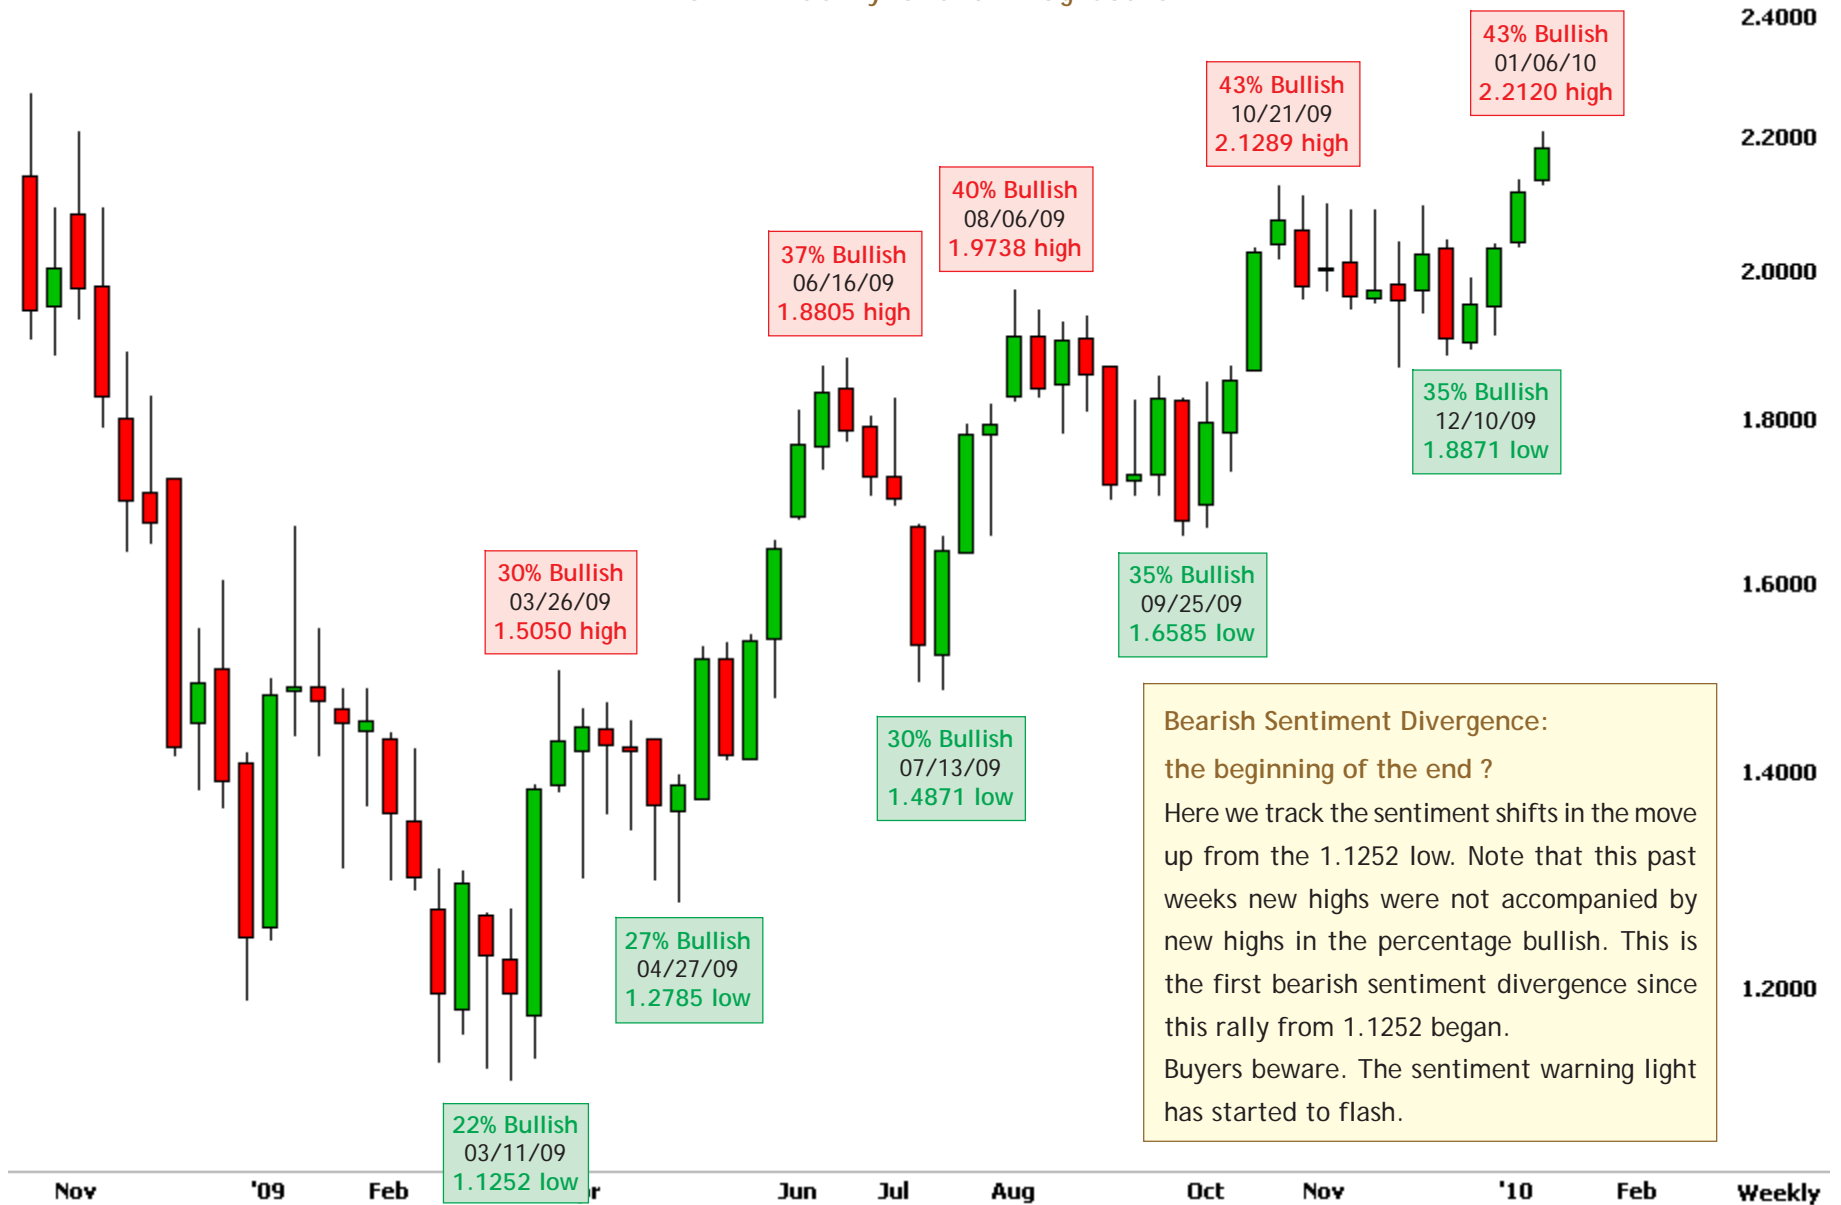 2.4000
43% Bullish
01/06/10
2.2120 high
43% Bullish
10/21/09
2.1289 high
2.2000
40% Bullish
08/06/09
1.9738 high
37% Bullish
06/16/09
1.8805 high
2.0000
35% Bullish
12/10/09
1.8871 low
1.8000
30% Bullish
03/26/09
1.5050 high
35% Bullish
09/25/09
1.6585 low
1.6000
30% Bullish
07/13/09
1.4871 low
1.4000
27% Bullish
04/27/09
1.2785 low
1.2000
Bearish Sentiment Divergence:
the beginning of the end ?
Here we track the sentiment shifts in the move
up from the 1.1252 low. Note that this past
weeks new highs were not accompanied by
new highs in the percentage bullish. This is
the first bearish sentiment divergence since
this rally from 1.1252 began.
Buyers beware. The sentiment warning light
has started to flash.
22% Bullish
03/11/09
1.1252 low
Nov '09 Feb Jun Jul Aug Oct Nov '10 Feb Weekly